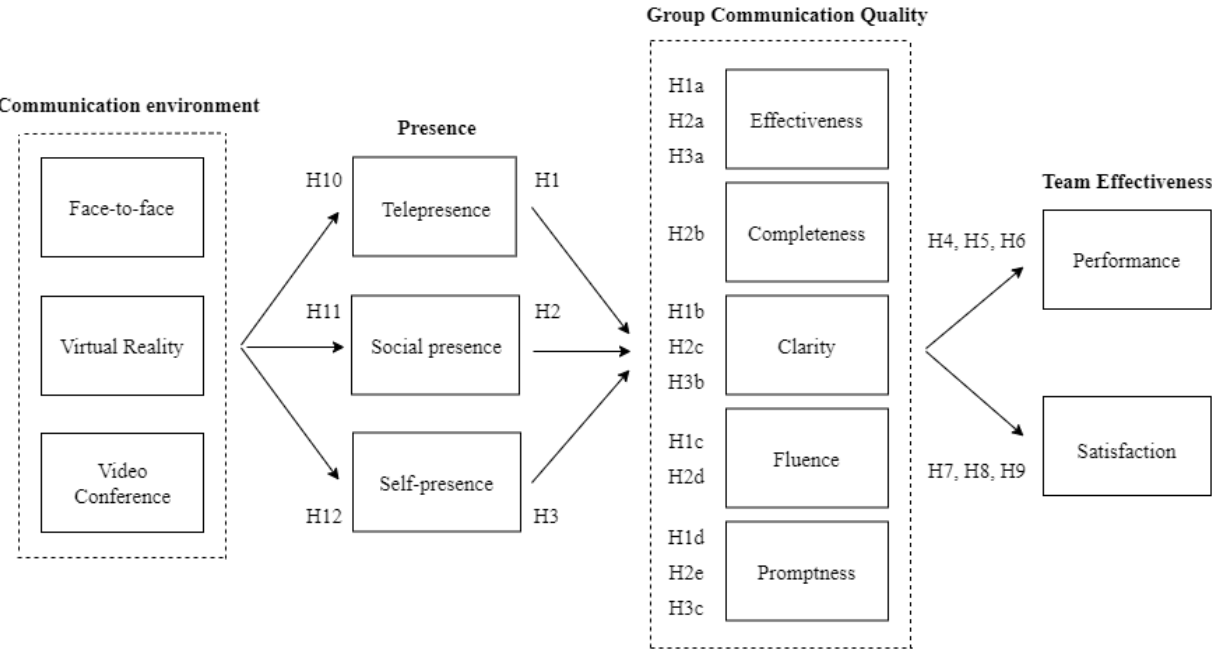 Group Communication Quality
Communication environment
Presence
Team Effectiveness
Face-to-face
Virtual Reality
Video
Conference
H10
H11
H12
Telepresence
Social presence
Self-presence
H1
H2
H3
H1a
H2a
H3a
Effectiveness
H2b
Completeness
H1b
H2c
H3b
Clarity
H1c
H2d
Fluence
H1d
H2e
H3c
Promptness
H4, H5, H6
H7, H8, H9
Performance
Satisfaction